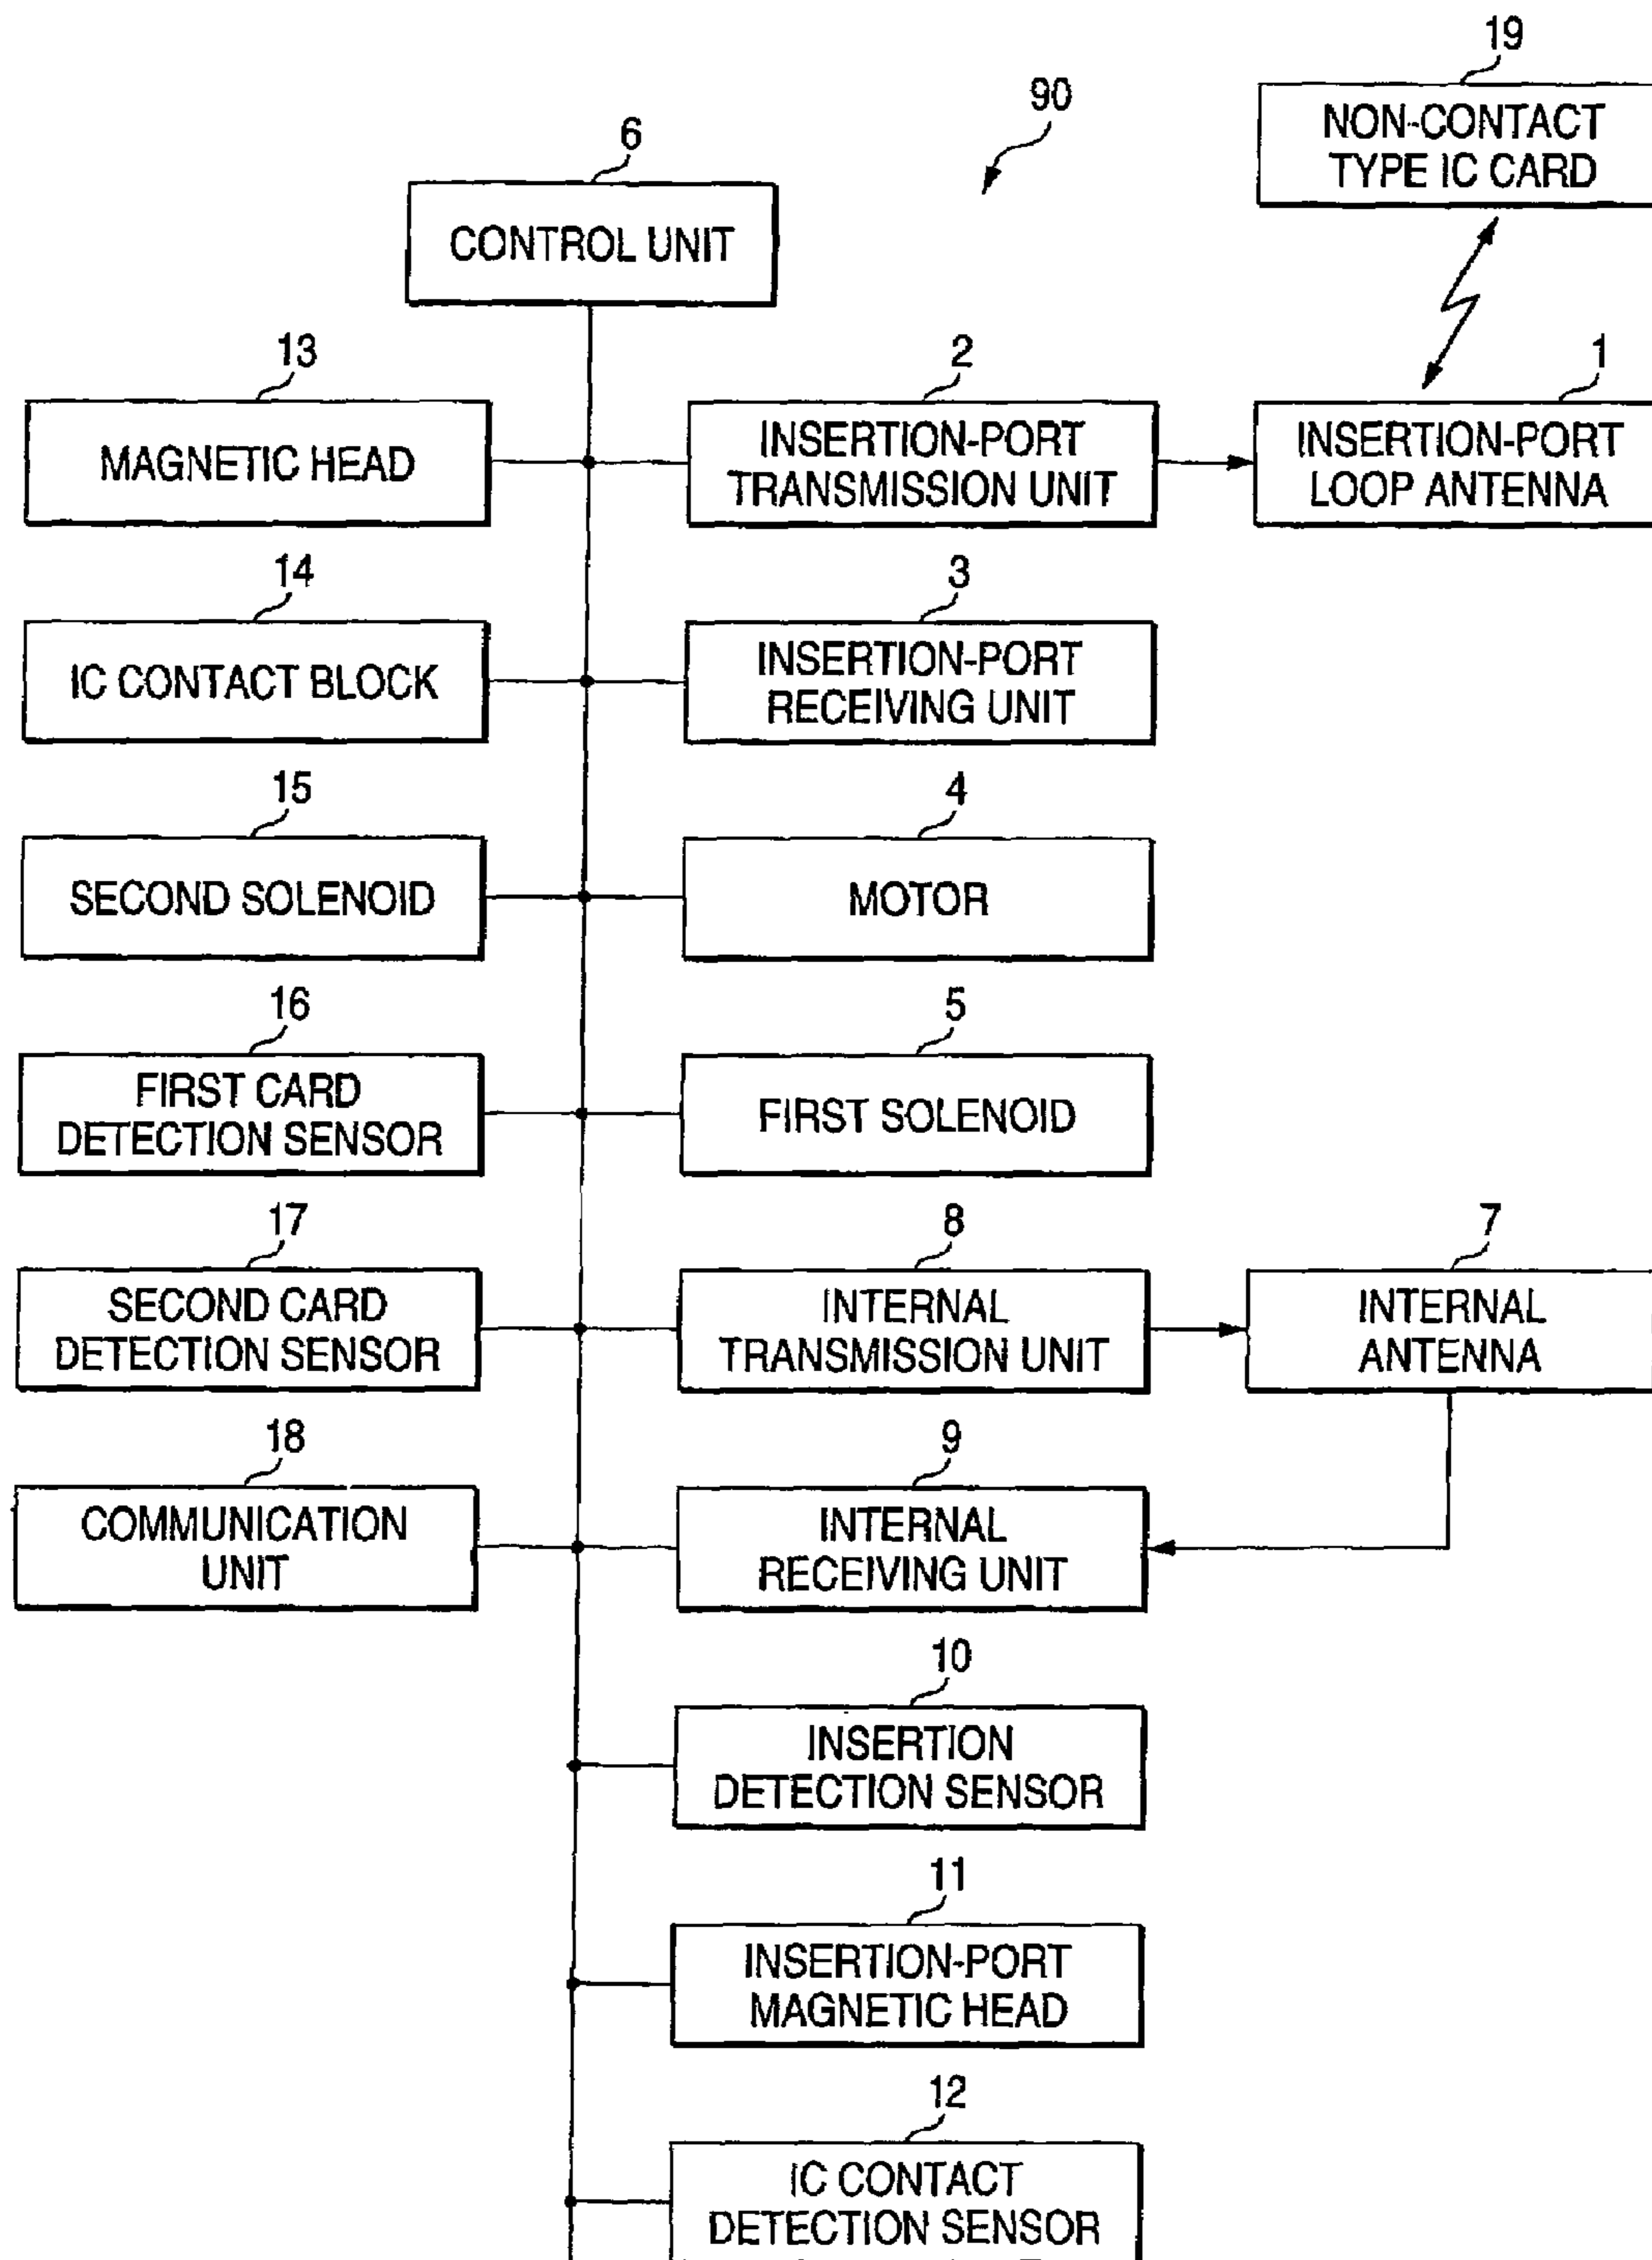 19
NON-CONTACT
TYPE IC CARD
90
6
CONTROL UNIT
13
MAGNETIC HEAD
2
INSERTION-PORT
TRANSMISSION UNIT
1
INSERTION-PORT
LOOP ANTENNA
14
IC CONTACT BLOCK
3
INSERTION-PORT
RECEIVING UNIT
15
SECOND SOLENOID
4
MOTOR
16
FIRST CARD
DETECTION SENSOR
5
FIRST SOLENOID
17
SECOND CARD
DETECTION SENSOR
8
INTERNAL
TRANSMISSION UNIT
7
INTERNAL
ANTENNA
18
COMMUNICATION
UNIT
9
INTERNAL
RECEIVING UNIT
10
INSERTION
DETECTION SENSOR
11
INSERTION-PORT
MAGNETIC HEAD
12
IC CONTACT
DETECTION SENSOR